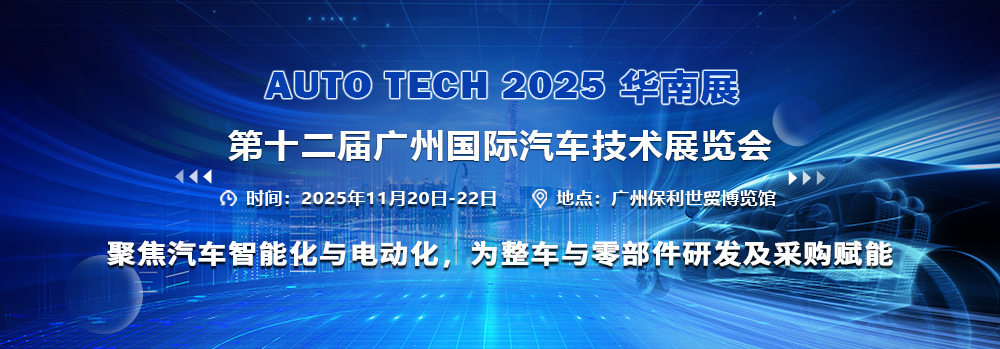 AUTO TECH 2025 华南展
第十二届广州国际汽车技术展览会
时间：2025年11月20日-22日 地点：广州保利世贸博览馆
聚焦汽车智能化与电动化，为整车与零部件研发及采购赋能